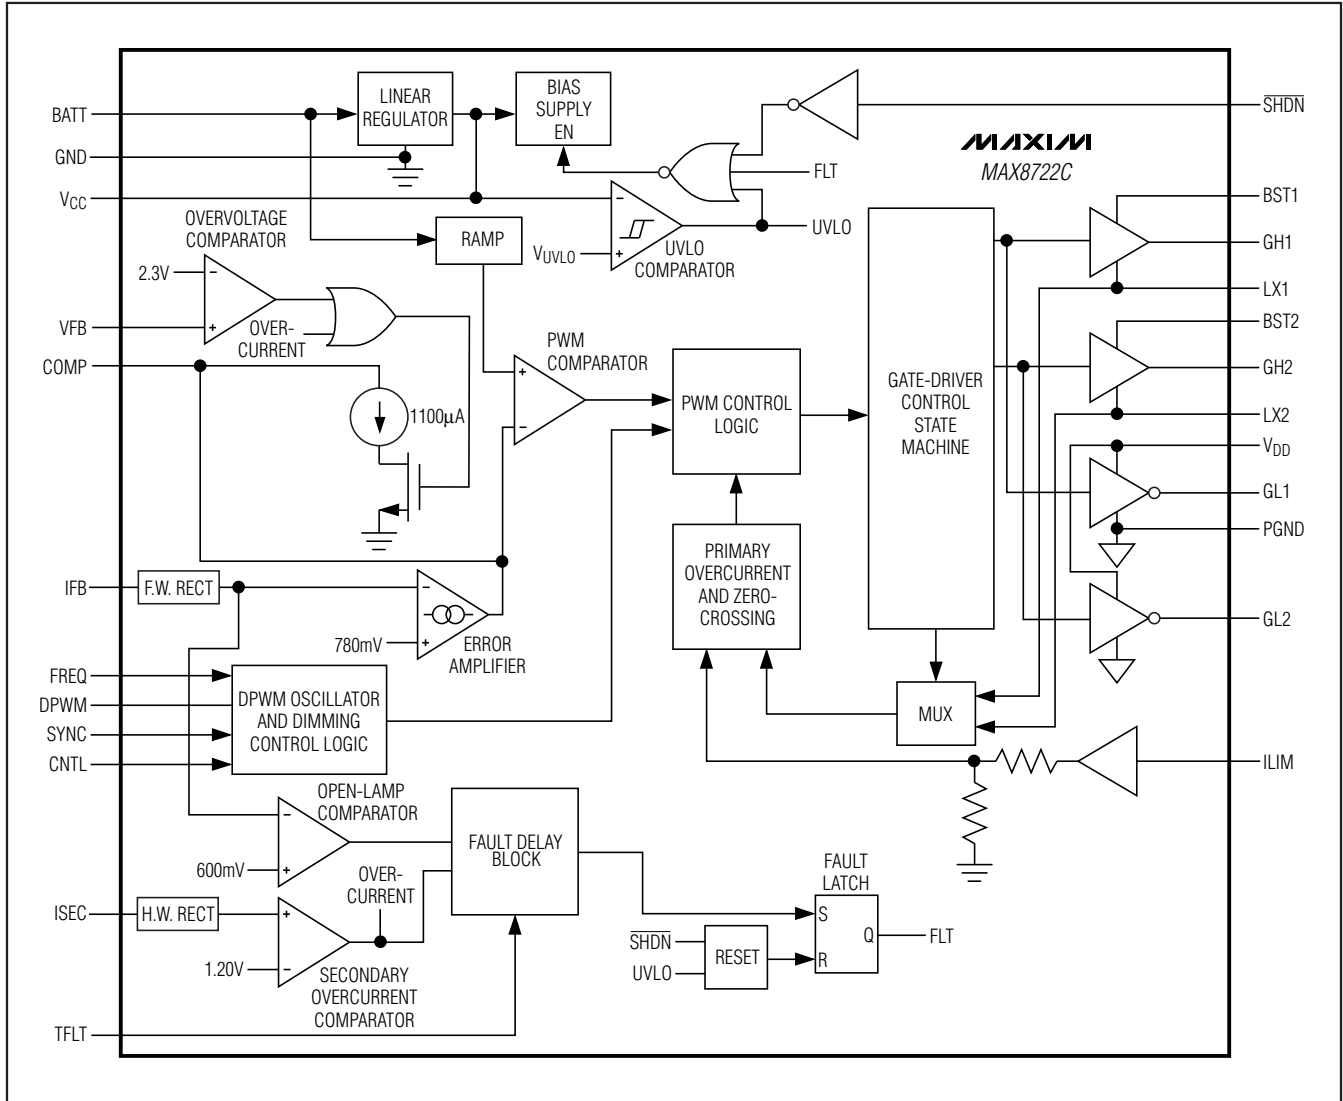 BATT
GND
VCC
LINEAR
REGULATOR
BIAS
SUPPLY
EN
SHDN
MAXIM
MAX8722C
FLT
UVLO
OVERVOLTAGE
COMPARATOR
2.3V
VFB
OVER-
CURRENT
COMP
RAMP
VUVLO
UVLO
COMPARATOR
PWM
COMPARATOR
1100µA
PWM CONTROL
LOGIC
GATE-DRIVER
CONTROL
STATE
MACHINE
BST1
GH1
LX1
BST2
GH2
LX2
VDD
GL1
PGND
GL2
PRIMARY
OVERCURRENT
AND ZERO-
CROSSING
IFB
F.W. RECT
780mV
ERROR
AMPLIFIER
FREQ
DPWM
SYNC
CNTL
DPWM OSCILLATOR
AND DIMMING
CONTROL LOGIC
MUX
ILIM
OPEN-LAMP
COMPARATOR
600mV
FAULT DELAY
BLOCK
OVER-
CURRENT
ISEC
H.W. RECT
1.20V
SECONDARY
OVERCURRENT
COMPARATOR
TFLT
SHDN
UVLO
RESET
FAULT
LATCH
S
R
Q
FLT